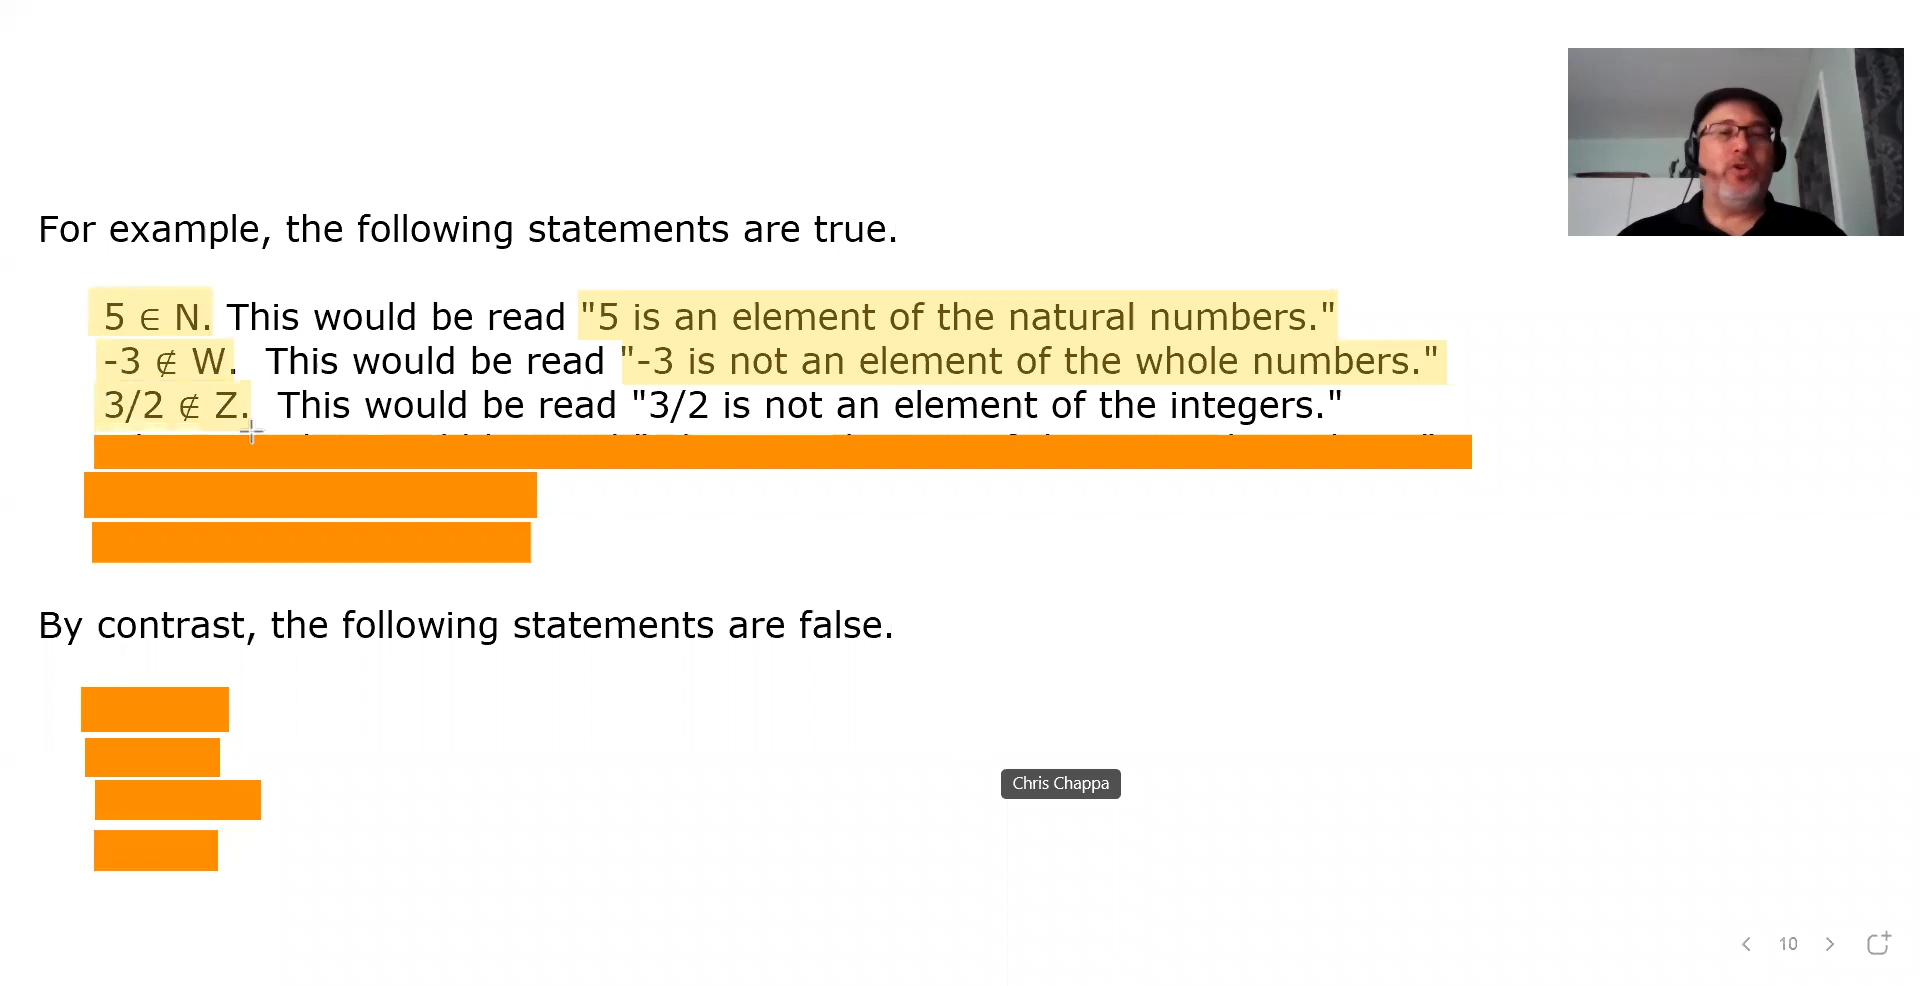 For example, the following statements are true.
5 ∈ N. This would be read "5 is an element of the natural numbers."
-3 ∉ W. This would be read "-3 is not an element of the whole numbers."
3/2 ∉ Z. This would be read "3/2 is not an element of the integers."
By contrast, the following statements are false.
Chris Chappa
10